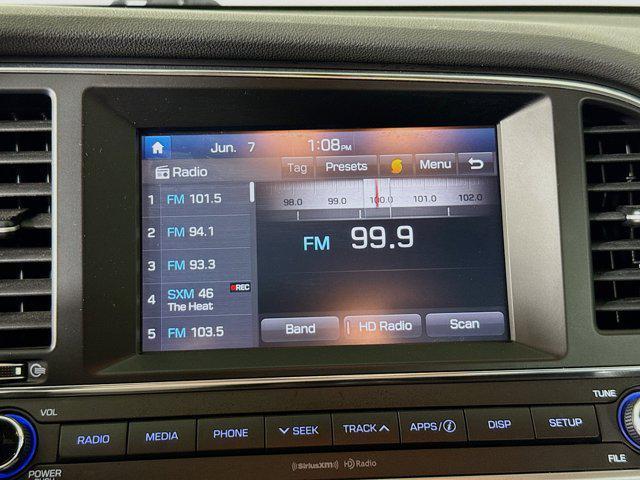 Jun. 7 1:08PM
Radio Tag Presets Menu
1 FM 101.5
2 FM 94.1
3 FM 93.3
4 SXM 46 REC
The Heat
5 FM 103.5
98.0 99.0 100.0 101.0 102.0
FM 99.9
Band HD Radio Scan
VOL TUNE
RADIO MEDIA PHONE SEEK TRACK APPS/i DISP SETUP
POWER FILE
((SiriusXM)) HD Radio